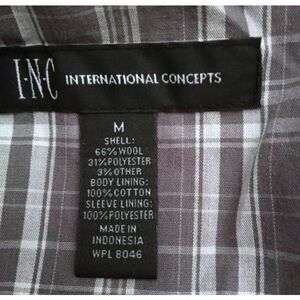 I·N·C INTERNATIONAL CONCEPTS
M
SHELL:
66% WOOL
31% POLYESTER
3% OTHER
BODY LINING:
100% COTTON
SLEEVE LINING:
100% POLYESTER
MADE IN
INDONESIA
WPL 8046